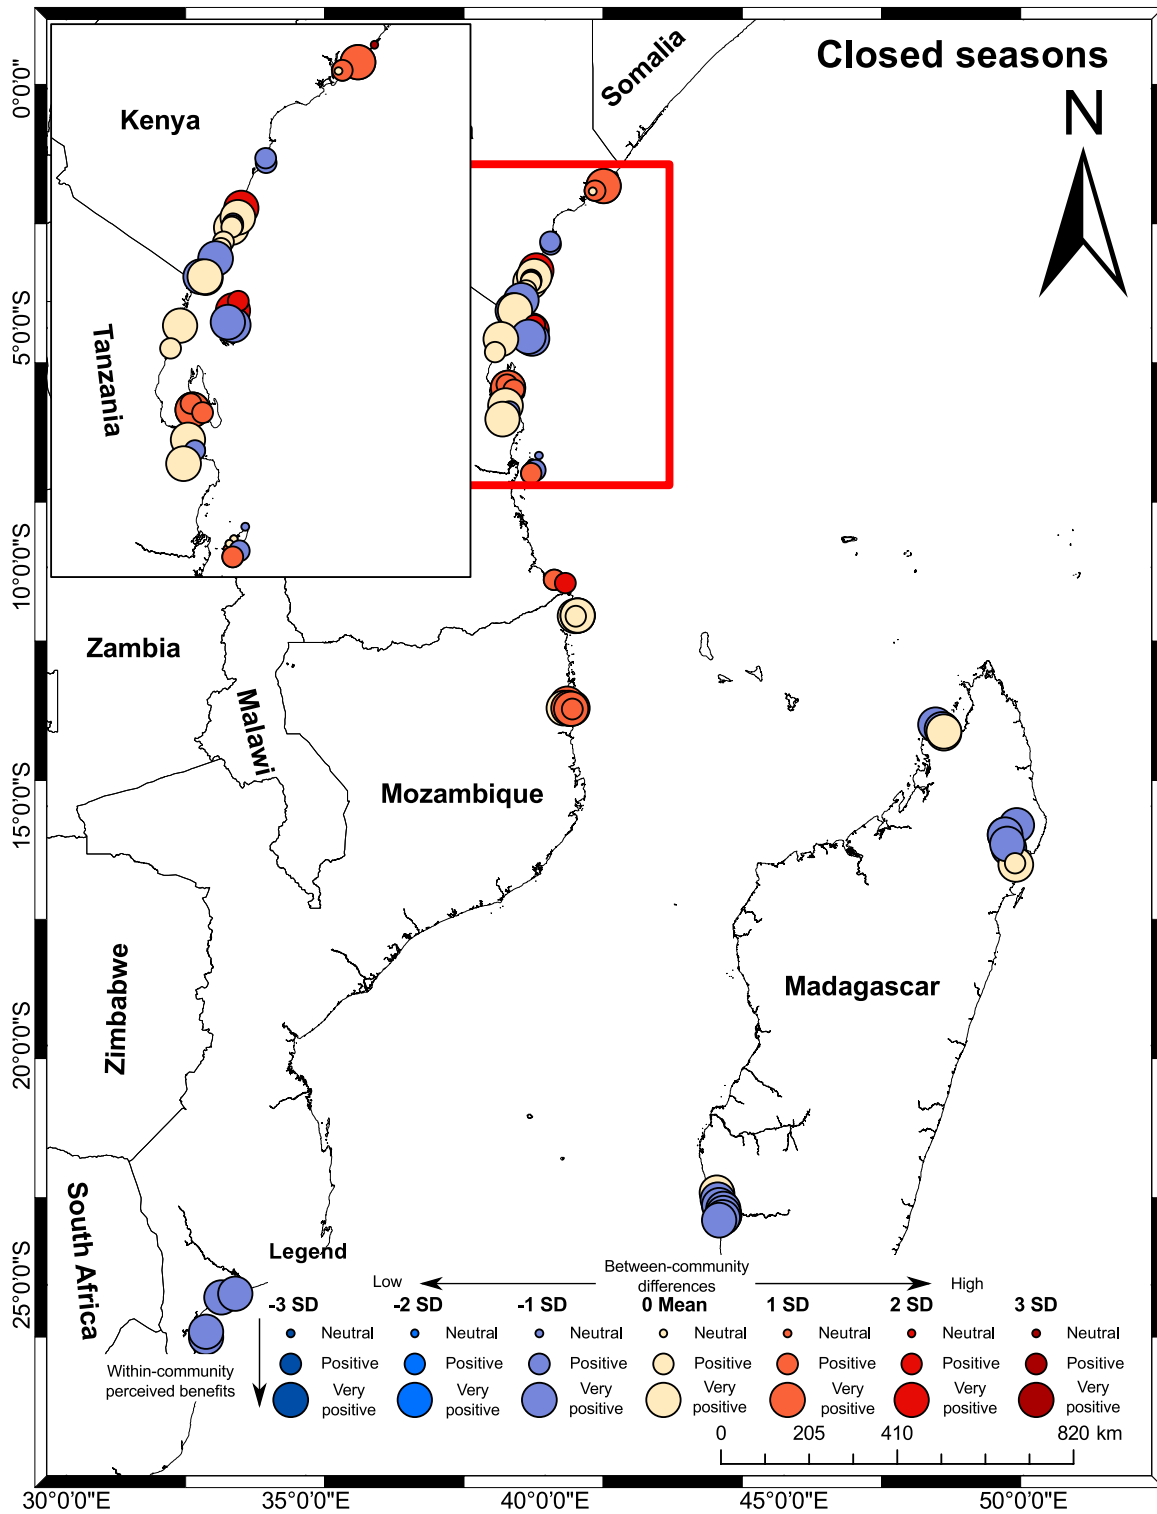 Closed seasons
N
Somalia
Kenya
Tanzania
Zambia
Malawi
Mozambique
Zimbabwe
Madagascar
South Africa
0°0'0"
5°0'0"S
10°0'0"S
15°0'0"S
20°0'0"S
25°0'0"S
Legend
Between-community
differences
Low
High
-3 SD -2 SD -1 SD 0 Mean 1 SD 2 SD 3 SD
Neutral Neutral Neutral Neutral Neutral Neutral Neutral
Positive Positive Positive Positive Positive Positive Positive
Very Very Very Very Very Very Very
positive positive positive positive positive positive positive
Within-community
perceived benefits
0 205 410 820 km
30°0'0"E 35°0'0"E 40°0'0"E 45°0'0"E 50°0'0"E